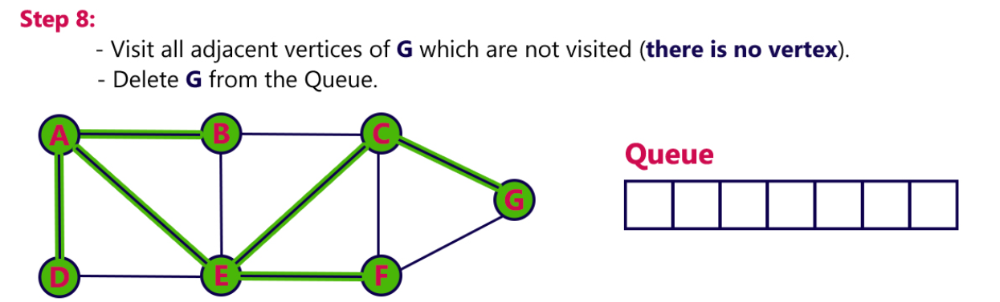 Step 8:
- Visit all adjacent vertices of G which are not visited (there is no vertex).
- Delete G from the Queue.
A B C
Queue
G
D E F